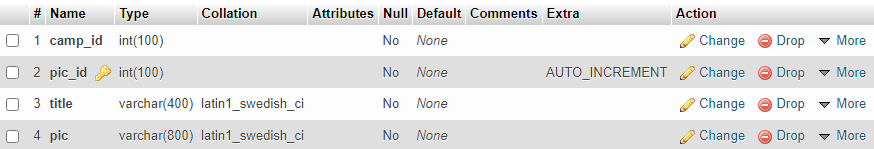 # Name Type Collation Attributes Null Default Comments Extra Action
1 camp_id int(100) No None Change Drop More
2 pic_id int(100) No None AUTO_INCREMENT Change Drop More
3 title varchar(400) latin1_swedish_ci No None Change Drop More
4 pic varchar(800) latin1_swedish_ci No None Change Drop More